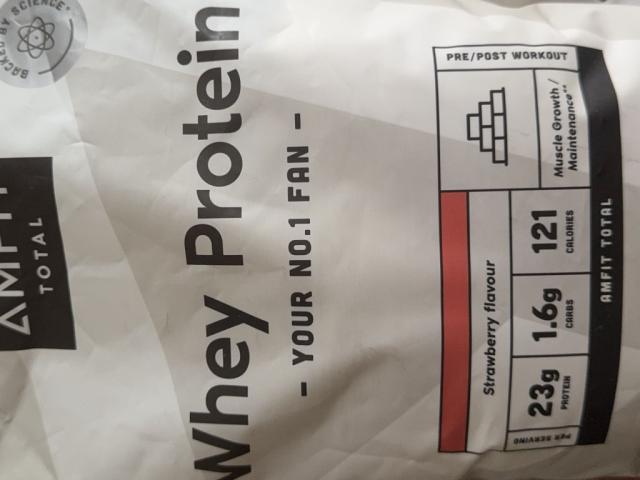 BACKED BY SCIENCE
AMFIT
TOTAL
Whey Protein
- YOUR NO.1 FAN -
PRE/POST WORKOUT
Muscle Growth/
Maintenance**
Strawberry flavour
PER SERVING
23g
PROTEIN
1.6g
CARBS
121
CALORIES
AMFIT TOTAL